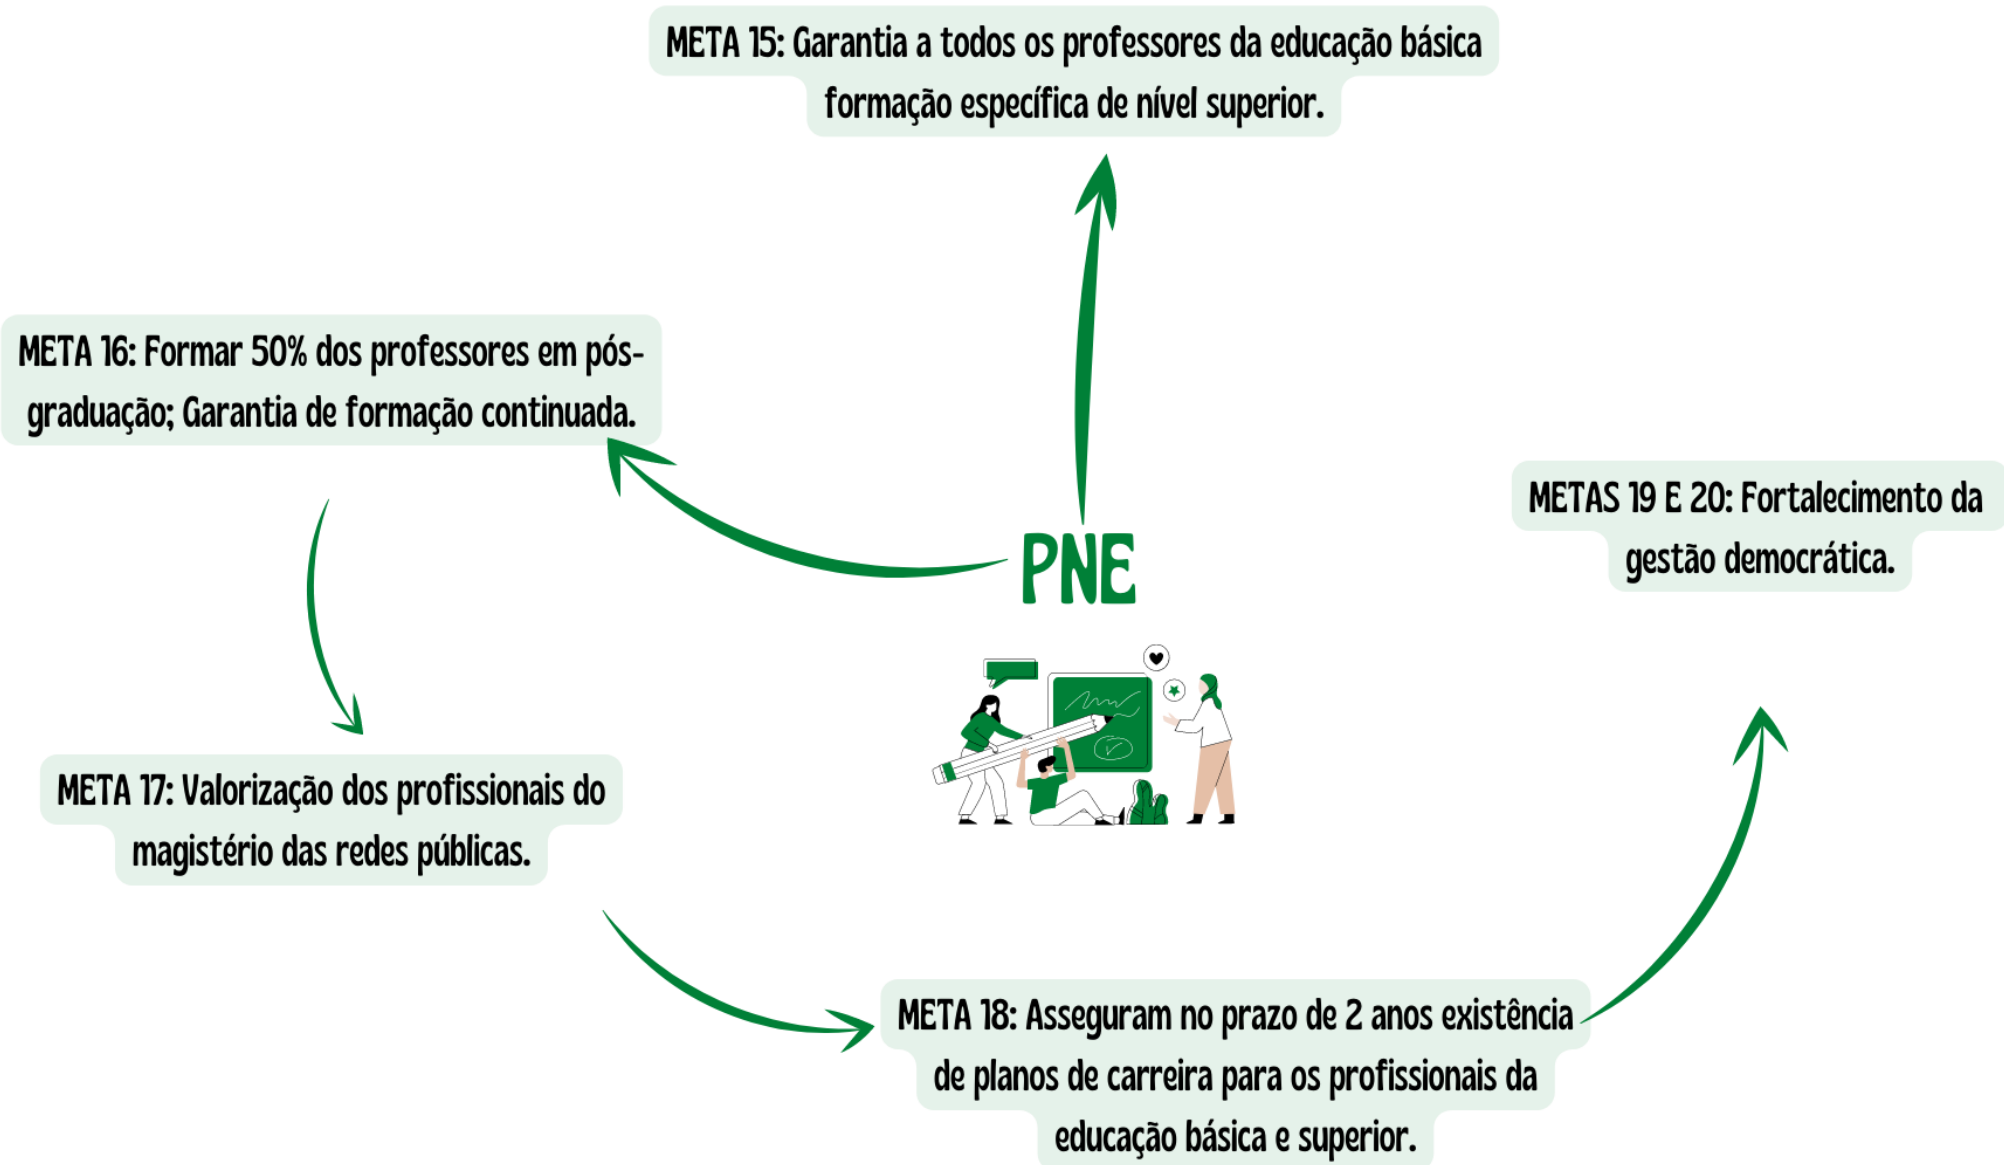 META 15: Garantia a todos os professores da educação básica
formação específica de nível superior.
META 16: Formar 50% dos professores em pós-
graduação; Garantia de formação continuada.
METAS 19 E 20: Fortalecimento da
gestão democrática.
PNE
META 17: Valorização dos profissionais do
magistério das redes públicas.
META 18: Asseguram no prazo de 2 anos existência
de planos de carreira para os profissionais da
educação básica e superior.